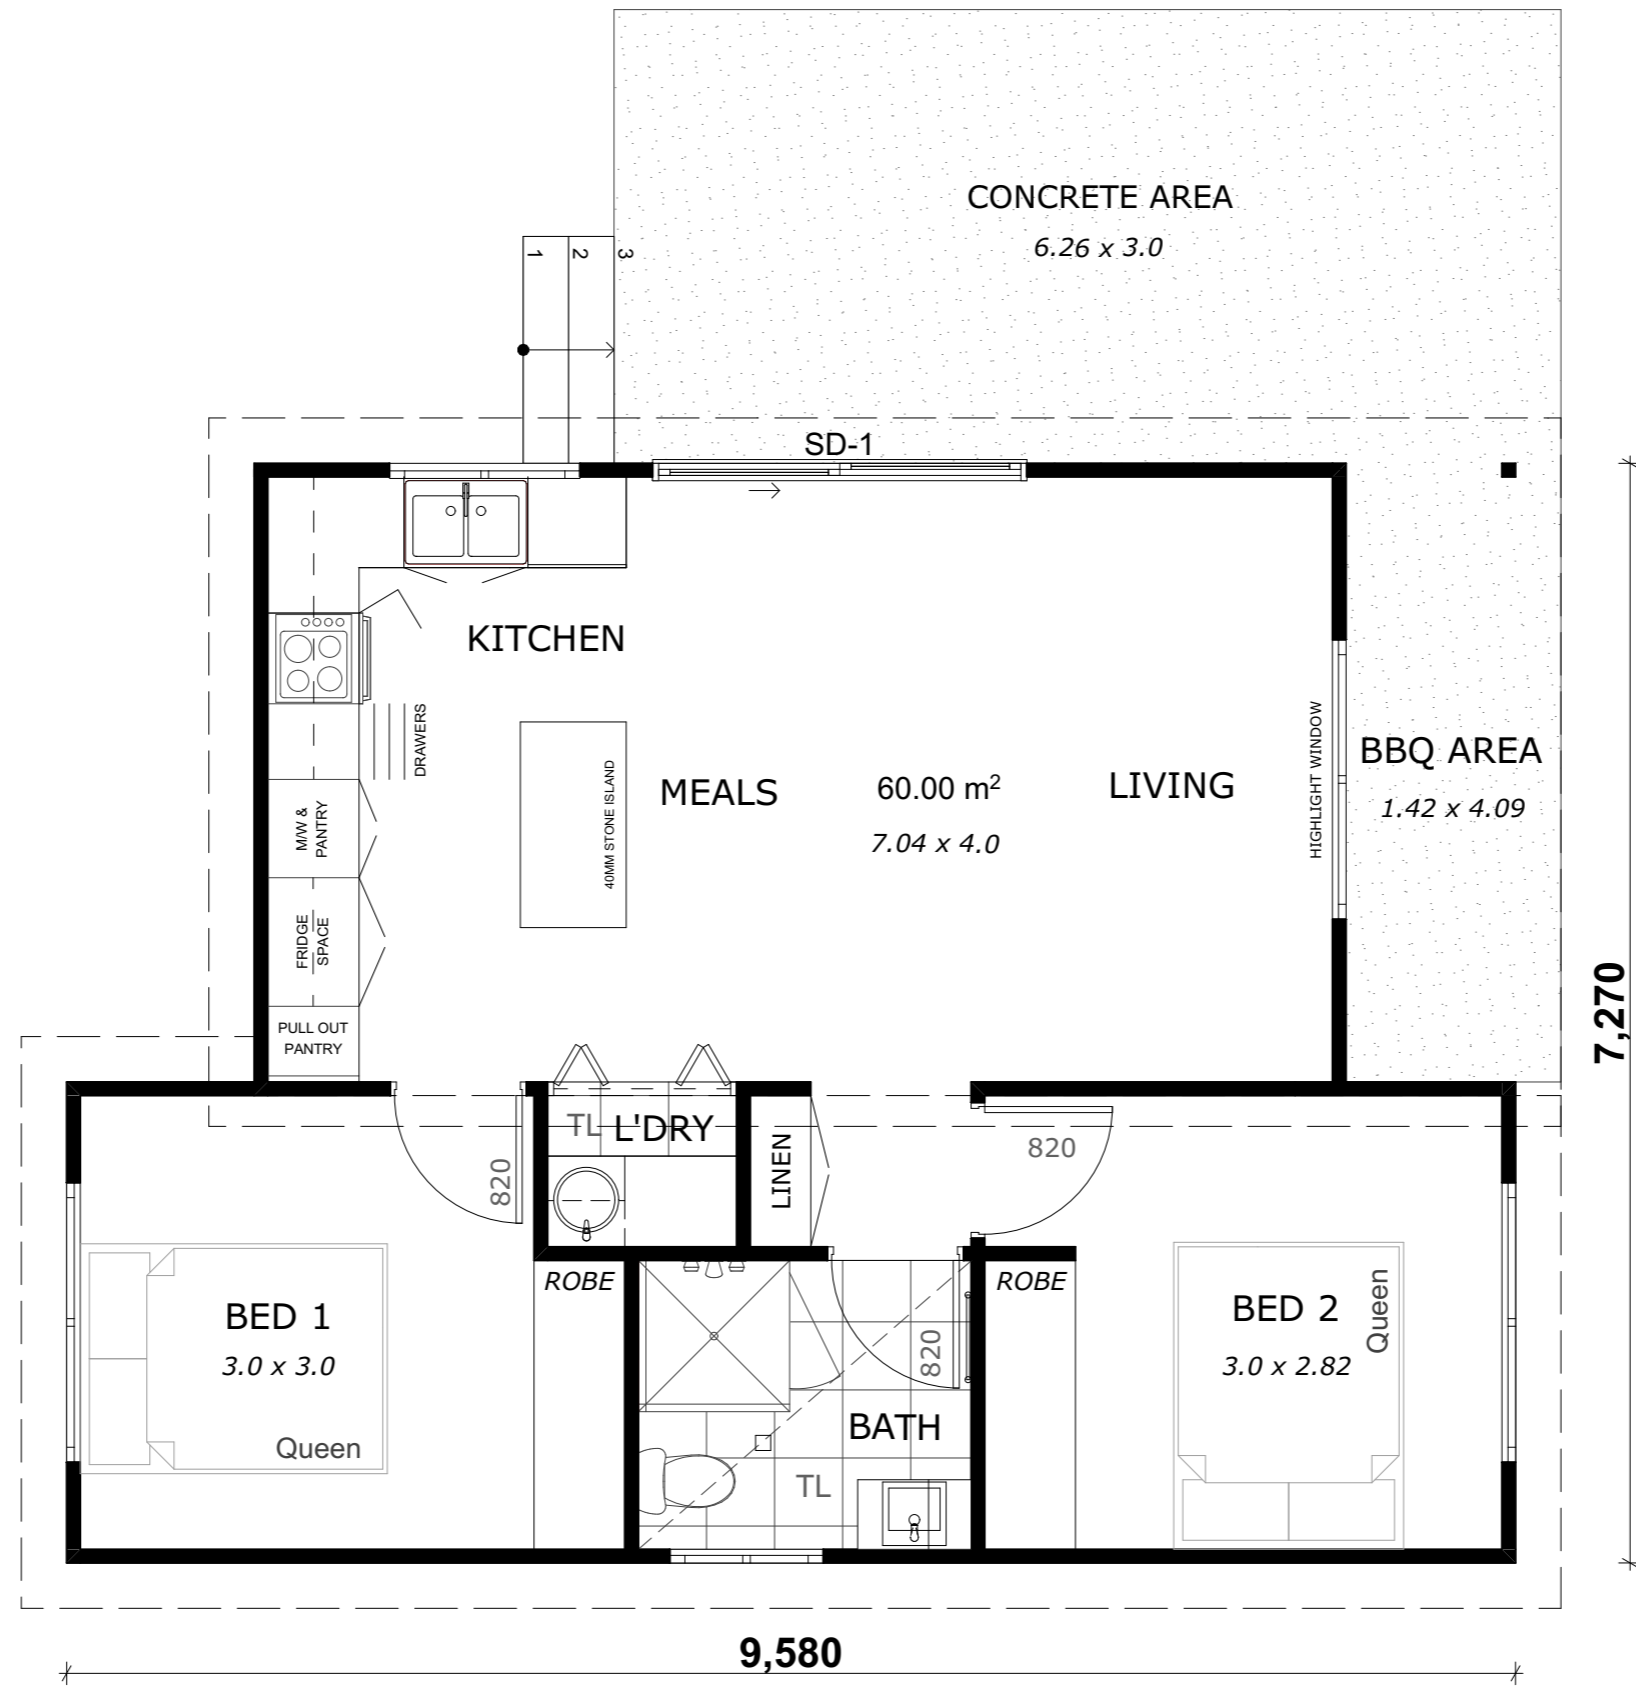 CONCRETE AREA
6.26 x 3.0
1
2
3
SD-1
KITCHEN
DRAWERS
MEALS
60.00 m²
7.04 x 4.0
LIVING
HIGHLIGHT WINDOW
BBQ AREA
1.42 x 4.09
40MM STONE ISLAND
M/W &
PANTRY
FRIDGE
SPACE
PULL OUT
PANTRY
7,270
TL
L'DRY
LINEN
820
820
ROBE
ROBE
BED 1
3.0 x 3.0
Queen
820
BATH
TL
BED 2
3.0 x 2.82
Queen
9,580